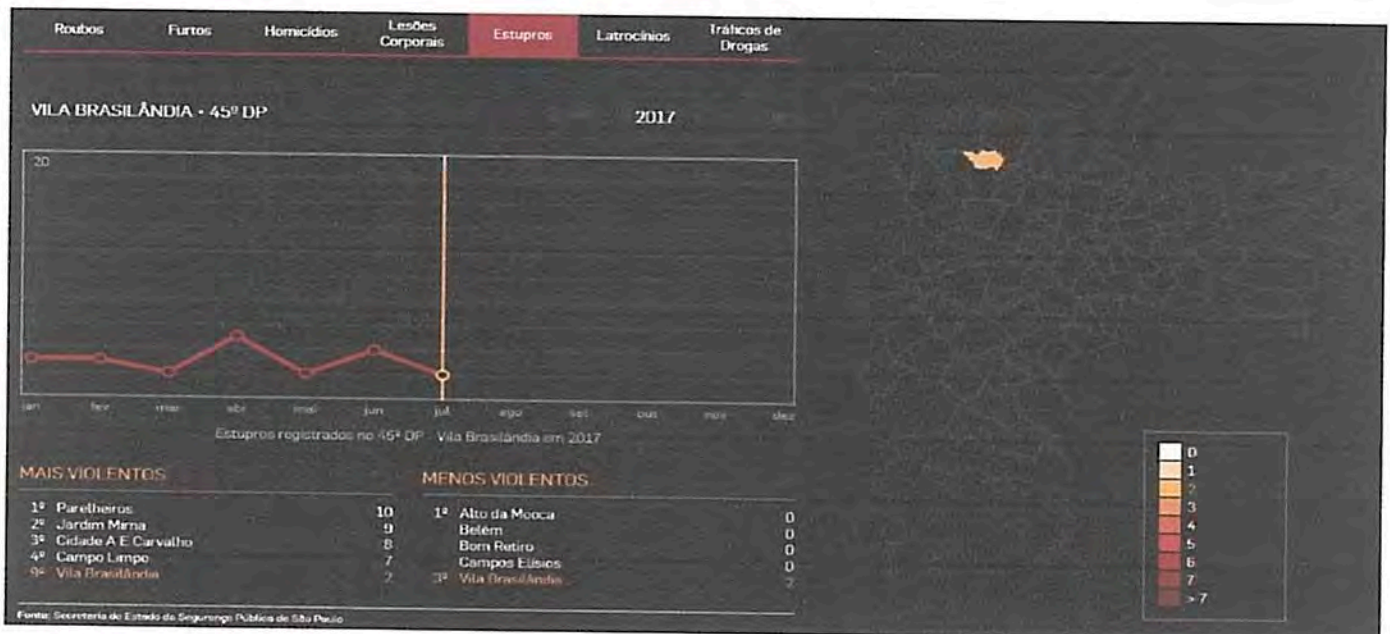 Roubos Furtos Homicídios Lesões Corporais Estupros Latrocínios Tráficos de Drogas
VILA BRASILÂNDIA - 45º DP
2017
20
jan fev mar abr mai jun jul ago set out nov dez
Estupros registrados no 45º DP - Vila Brasilândia em 2017
MAIS VIOLENTOS
1º Parelheiros 10
2º Jardim Mirna 9
3º Cidade A E Carvalho 8
4º Campo Limpo 7
9º Vila Brasilândia 2
MENOS VIOLENTOS
1º Alto da Mooca 0
Belém 0
Bom Retiro 0
Campos Elísios 0
3º Vila Brasilândia 2
0
1
2
3
4
5
6
7
> 7
Fonte: Secretaria do Estado da Segurança Pública de São Paulo